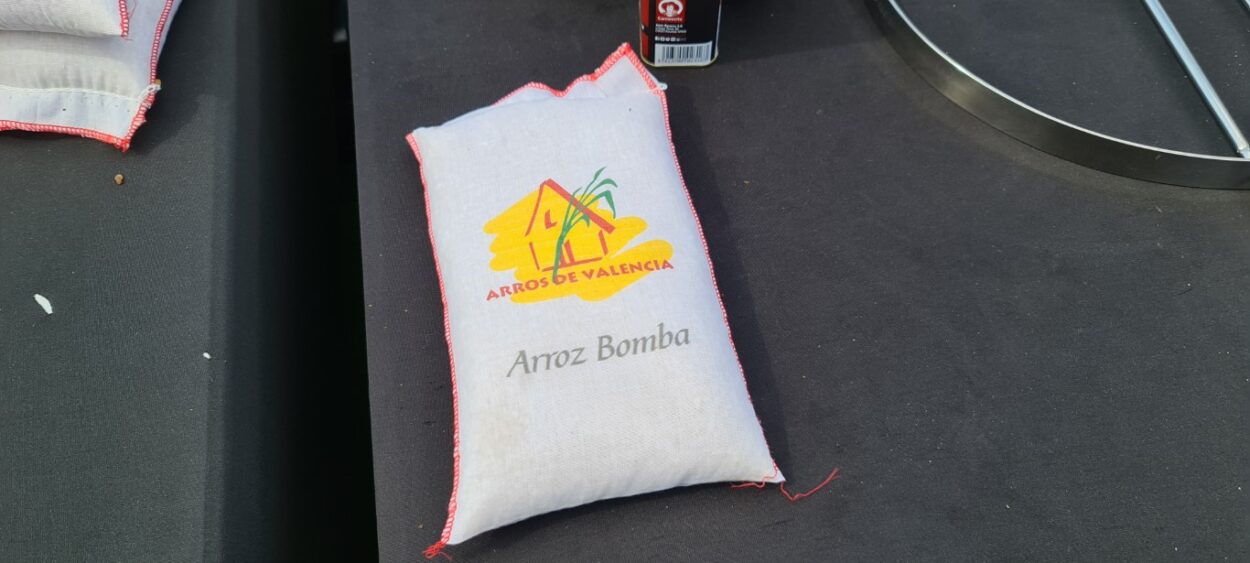 ARROS DE VALENCIA
Arroz Bomba